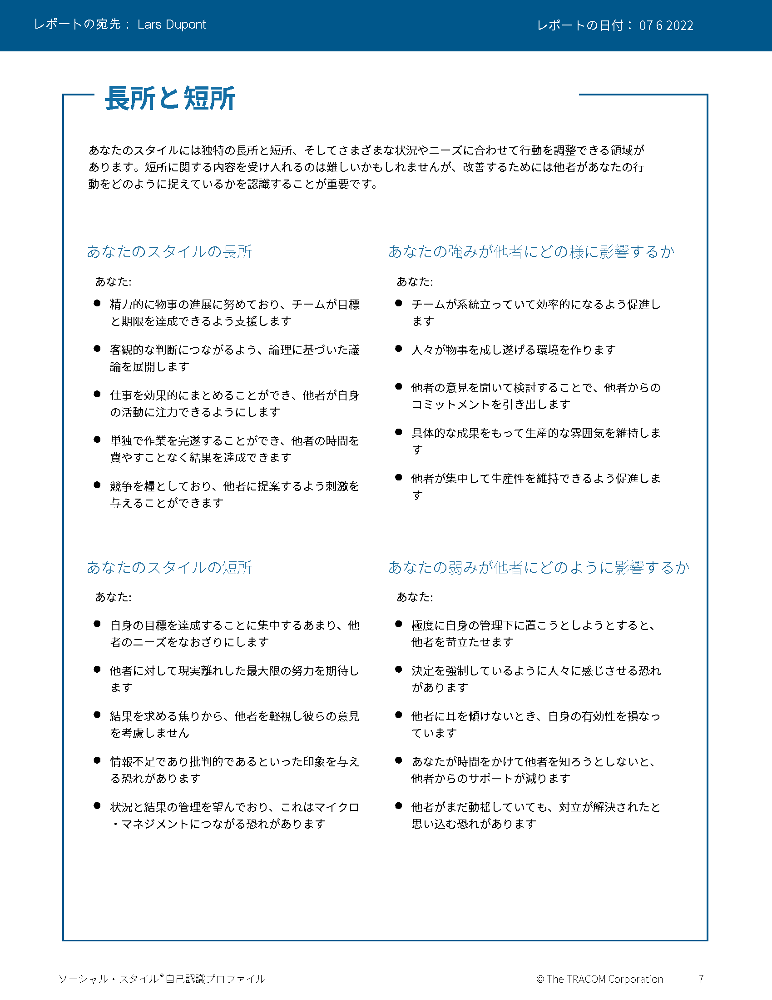 レポートの宛先： Lars Dupont
レポートの日付： 07 6 2022
長所と短所
あなたのスタイルには独特の長所と短所、そしてさまざまな状況やニーズに合わせて行動を調整できる領域が
あります。短所に関する内容を受け入れるのは難しいかもしれませんが、改善するためには他者があなたの行
動をどのように捉えているかを認識することが重要です。
あなたのスタイルの長所
あなた:
精力的に物事の進展に努めており、チームが目標
と期限を達成できるよう支援します
客観的な判断につながるよう、論理に基づいた議
論を展開します
仕事を効果的にまとめることができ、他者が自身
の活動に注力できるようにします
単独で作業を完遂することができ、他者の時間を
費やすことなく結果を達成できます
競争を糧としており、他者に提案するよう刺激を
与えることができます
あなたの強みが他者にどの様に影響するか
あなた:
チームが系統立っていて効率的になるよう促進し
ます
人々が物事を成し遂げる環境を作ります
他者の意見を聞いて検討することで、他者からの
コミットメントを引き出します
具体的な成果をもって生産的な雰囲気を維持しま
す
他者が集中して生産性を維持できるよう促進しま
す
あなたのスタイルの短所
あなた:
自身の目標を達成することに集中するあまり、他
者のニーズをなおざりにします
他者に対して現実離れした最大限の努力を期待し
ます
結果を求める焦りから、他者を軽視し彼らの意見
を考慮しません
情報不足であり批判的であるといった印象を与え
る恐れがあります
状況と結果の管理を望んでおり、これはマイクロ
・マネジメントにつながる恐れがあります
あなたの弱みが他者にどのように影響するか
あなた:
極度に自身の管理下に置こうとしようとすると、
他者を苛立たせます
決定を強制しているように人々に感じさせる恐れ
があります
他者に耳を傾けないとき、自身の有効性を損なっ
ています
あなたが時間をかけて他者を知ろうとしないと、
他者からのサポートが減ります
他者がまだ動揺していても、対立が解決されたと
思い込む恐れがあります
ソーシャル・スタイル®自己認識プロファイル
© The TRACOM Corporation 7